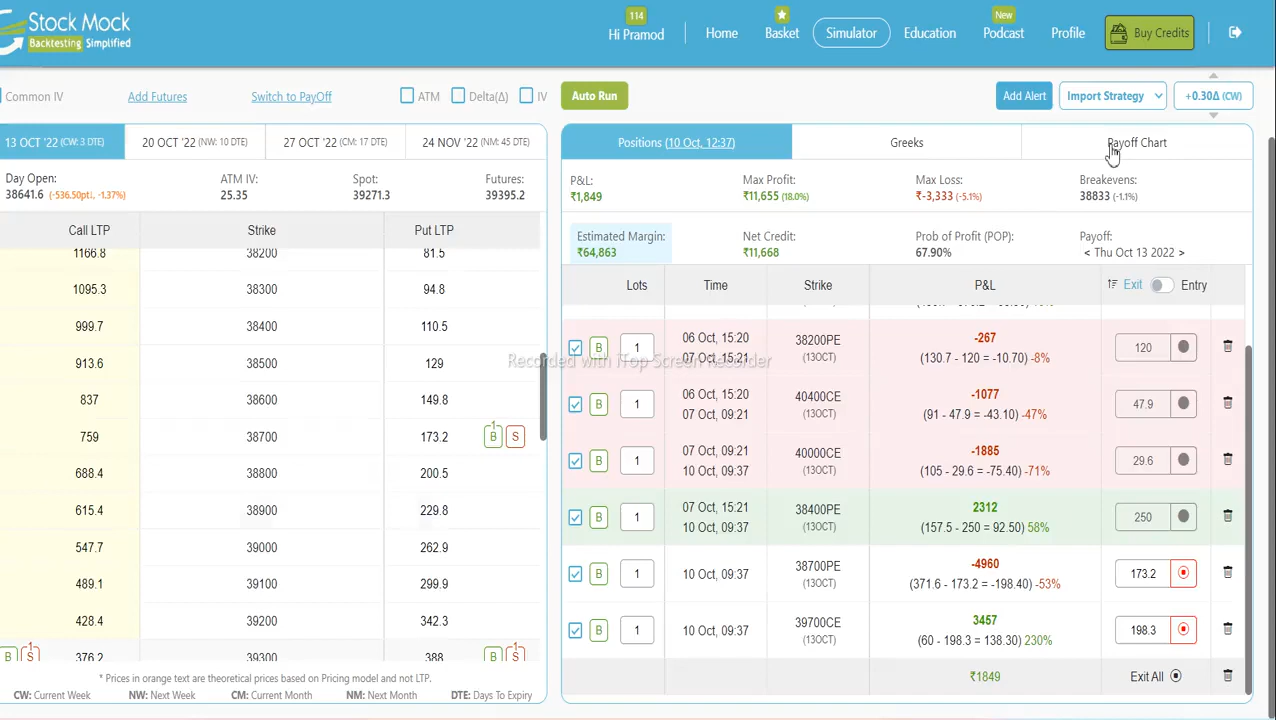 Stock Mock
Backtesting Simplified
114
Hi Pramod
Home
Basket
Simulator
Education
New
Podcast
Profile
Buy Credits
Common IV
Add Futures
Switch to PayOff
ATM
Delta(Δ)
IV
Auto Run
Add Alert
Import Strategy
+0.30Δ (CW)
13 OCT '22 (CW: 3 DTE)
20 OCT '22 (NW: 10 DTE)
27 OCT '22 (CM: 17 DTE)
24 NOV '22 (NM: 45 DTE)
Day Open:
38641.6 (-536.50pts, -1.37%)
ATM IV:
25.35
Spot:
39271.3
Futures:
39395.2
Call LTP Strike Put LTP
1166.8 38200 81.5
1095.3 38300 94.8
999.7 38400 110.5
913.6 38500 129
837 38600 149.8
759 38700 173.2 1 B S
688.4 38800 200.5
615.4 38900 229.8
547.7 39000 262.9
489.1 39100 299.9
428.4 39200 342.3
B 1 S 376.2 39300 388 B 1 S
* Prices in orange text are theoretical prices based on Pricing model and not LTP.
CW: Current Week NW: Next Week CM: Current Month NM: Next Month DTE: Days To Expiry
Positions (10 Oct, 12:37)
Greeks
Payoff Chart
P&L:
₹1,849
Max Profit:
₹11,655 (18.0%)
Max Loss:
₹-3,333 (-5.1%)
Breakevens:
38833 (-1.1%)
Estimated Margin:
₹64,863
Net Credit:
₹11,668
Prob of Profit (POP):
67.90%
Payoff:
< Thu Oct 13 2022 >
Lots Time Strike P&L Exit Entry
B 1 06 Oct, 15:20 38200PE -267 120
07 Oct, 15:21 (13OCT) (130.7 - 120 = -10.70) -8%
B 1 06 Oct, 15:20 40400CE -1077 47.9
07 Oct, 09:21 (13OCT) (91 - 47.9 = -43.10) -47%
B 1 07 Oct, 09:21 40000CE -1885 29.6
10 Oct, 09:37 (13OCT) (105 - 29.6 = -75.40) -71%
B 1 07 Oct, 15:21 38400PE 2312 250
10 Oct, 09:37 (13OCT) (157.5 - 250 = 92.50) 58%
B 1 10 Oct, 09:37 38700PE -4960 173.2
(13OCT) (371.6 - 173.2 = -198.40) -53%
B 1 10 Oct, 09:37 39700CE 3457 198.3
(13OCT) (60 - 198.3 = 138.30) 230%
₹1849 Exit All
Recorded with iTop Screen Recorder